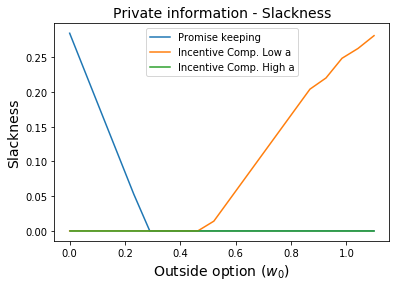 Private information - Slackness
Promise keeping
Incentive Comp. Low a
Incentive Comp. High a
Slackness
0.25
0.20
0.15
0.10
0.05
0.00
0.0 0.2 0.4 0.6 0.8 1.0
Outside option (w₀)